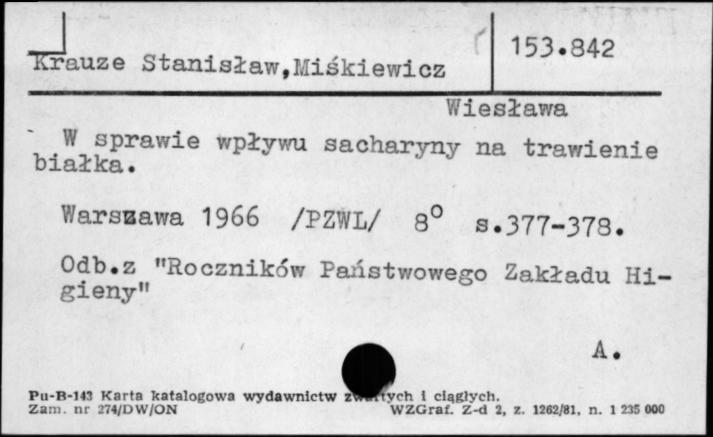 153.842
Krauze Stanisław,Miśkiewicz
Wiesława
W sprawie wpływu sacharyny na trawienie
białka.
Warszawa 1966 /PZWL/ 8° s.377-378.
Odb.z "Roczników Państwowego Zakładu Hi-
gieny"
A.
Pu-B-143 Karta katalogowa wydawnictw i ciągłych.
Zam. nr 274/DW/ON WZGraf. Z-d 2, z. 1262/81, n. 1 235 000